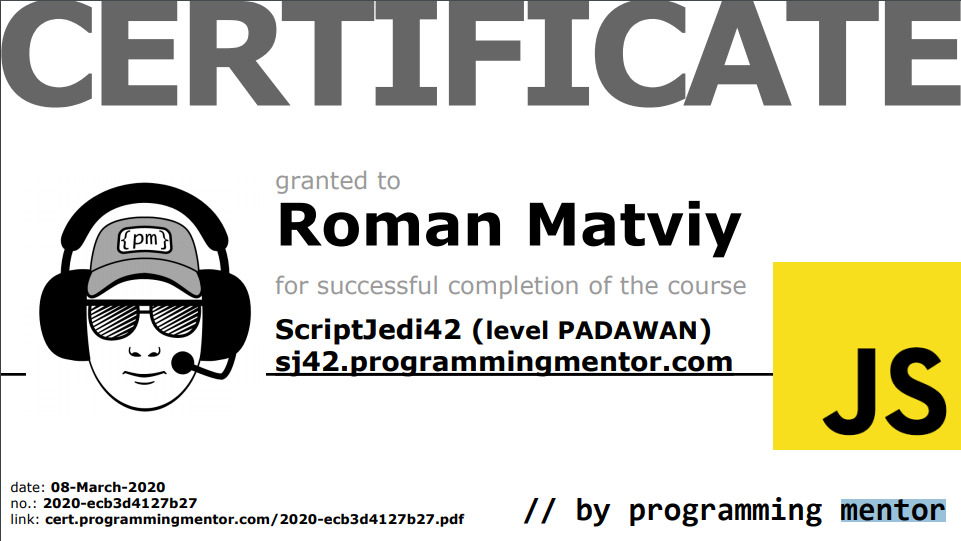 CERTIFICATE
granted to
Roman Matviy
for successful completion of the course
ScriptJedi42 (level PADAWAN)
sj42.programmingmentor.com
{pm}
JS
date: 08-March-2020
no.: 2020-ecb3d4127b27
link: cert.programmingmentor.com/2020-ecb3d4127b27.pdf
// by programming mentor